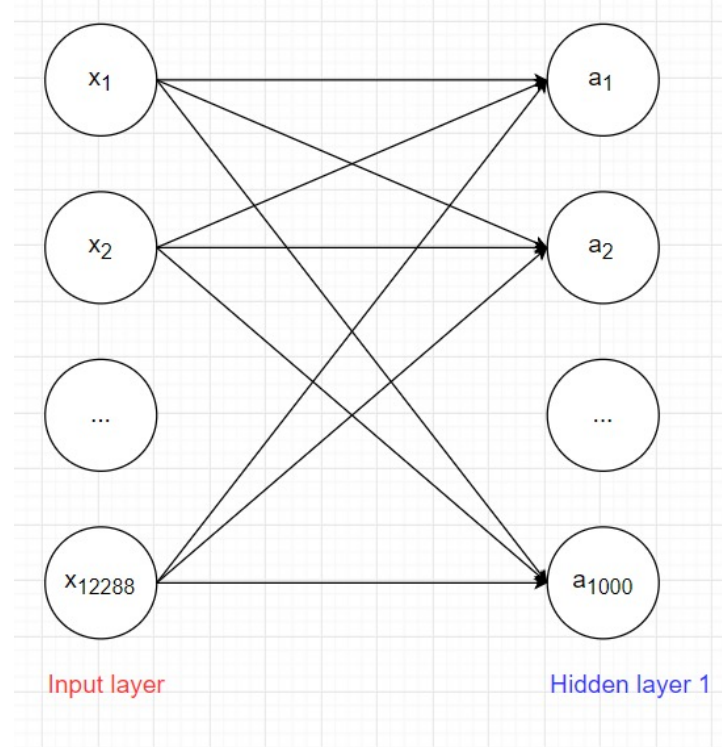 x1 a1
x2 a2
... ...
x12288 a1000
Input layer Hidden layer 1